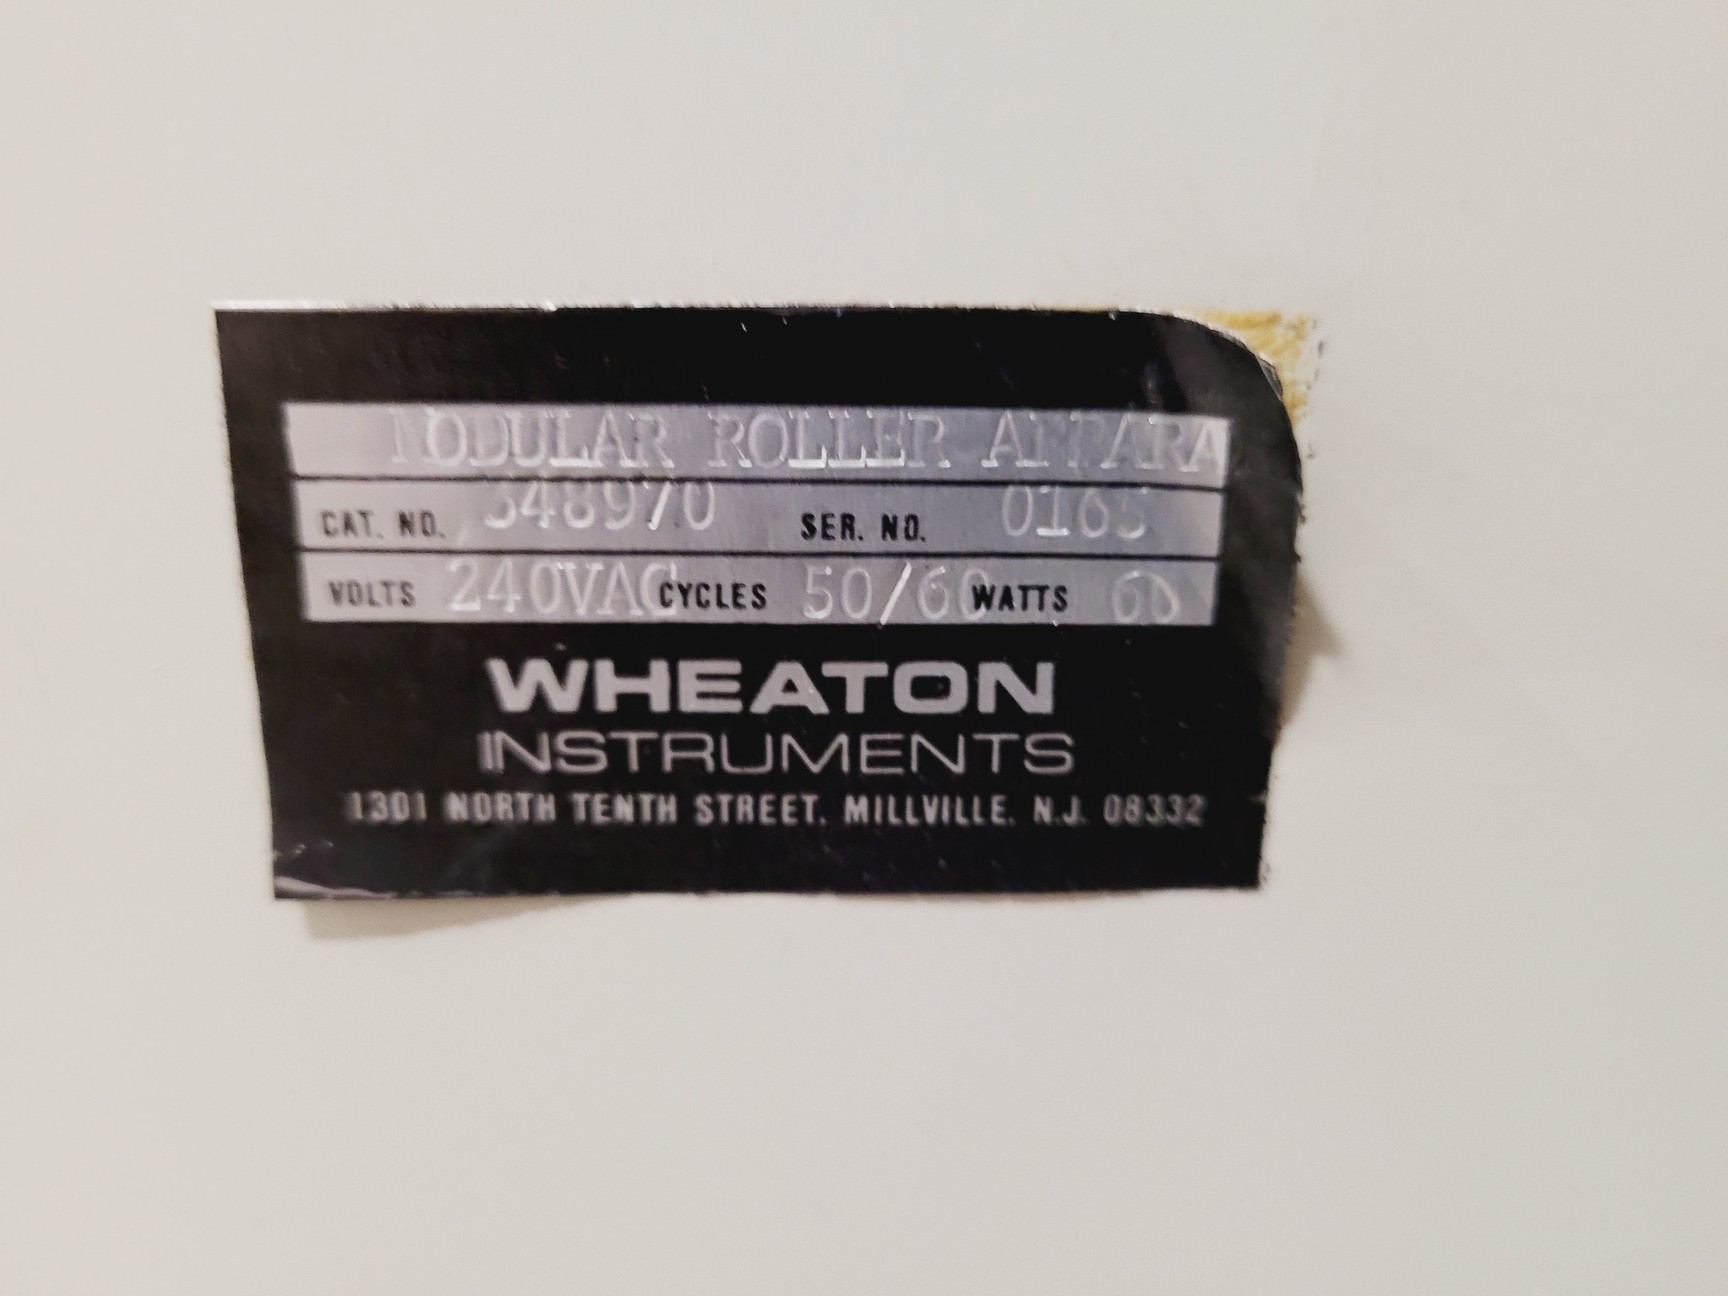 MODULAR ROLLER APPARA
CAT. NO. 348970 SER. NO. 0165
VOLTS 240VAC CYCLES 50/60 WATTS 60
WHEATON
INSTRUMENTS
1301 NORTH TENTH STREET, MILLVILLE, N.J. 08332